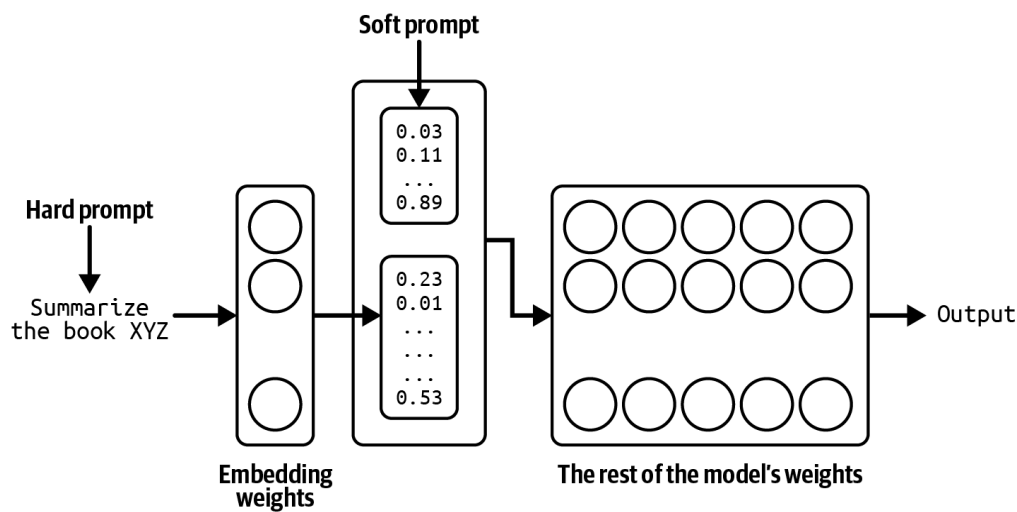 Soft prompt
0.03
0.11
...
0.89
Hard prompt
Summarize
the book XYZ
0.23
0.01
...
...
...
0.53
Output
Embedding
weights
The rest of the model's weights